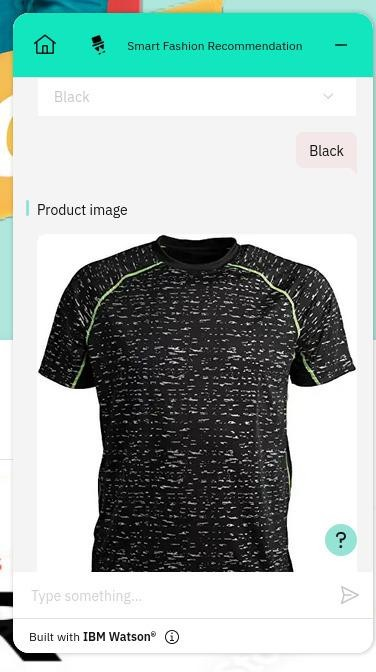 Smart Fashion Recommendation
Black
Black
Product image
?
Type something...
Built with IBM Watson®